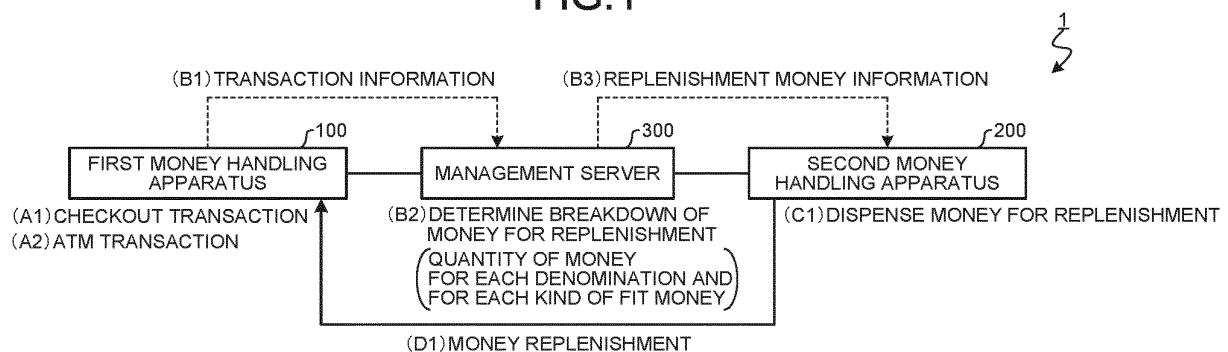 FIG.1
1
(B1)TRANSACTION INFORMATION
(B3)REPLENISHMENT MONEY INFORMATION
100
300
200
FIRST MONEY HANDLING
APPARATUS
MANAGEMENT SERVER
SECOND MONEY
HANDLING APPARATUS
(A1)CHECKOUT TRANSACTION
(A2)ATM TRANSACTION
(B2)DETERMINE BREAKDOWN OF
MONEY FOR REPLENISHMENT
(QUANTITY OF MONEY
FOR EACH DENOMINATION AND
FOR EACH KIND OF FIT MONEY)
(C1)DISPENSE MONEY FOR REPLENISHMENT
(D1)MONEY REPLENISHMENT